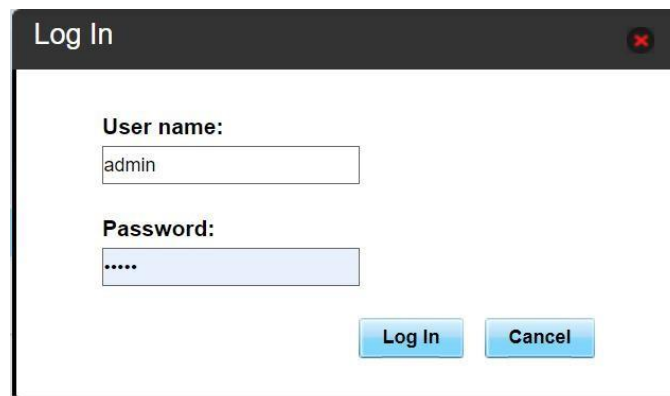 Log In
User name:
admin
Password:
•••••
Log In Cancel